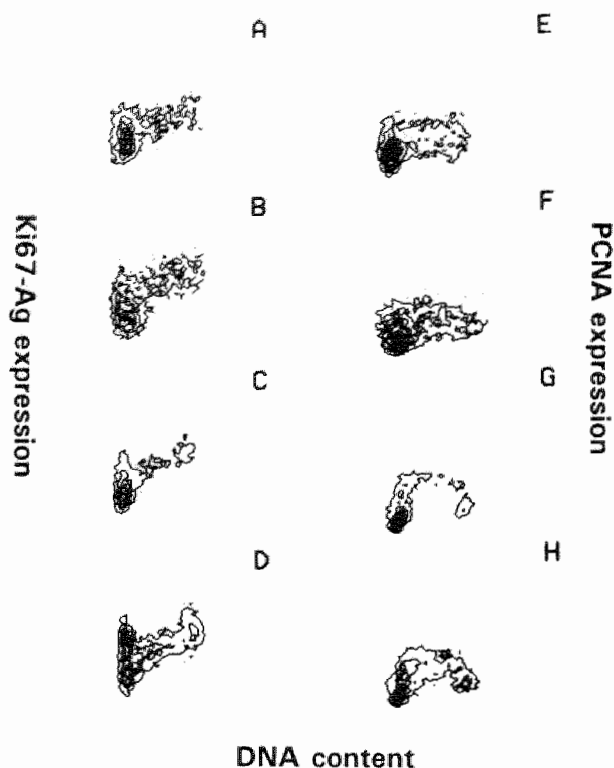 A
E
B
F
Ki67-Ag expression
PCNA expression
C
G
D
H
DNA content